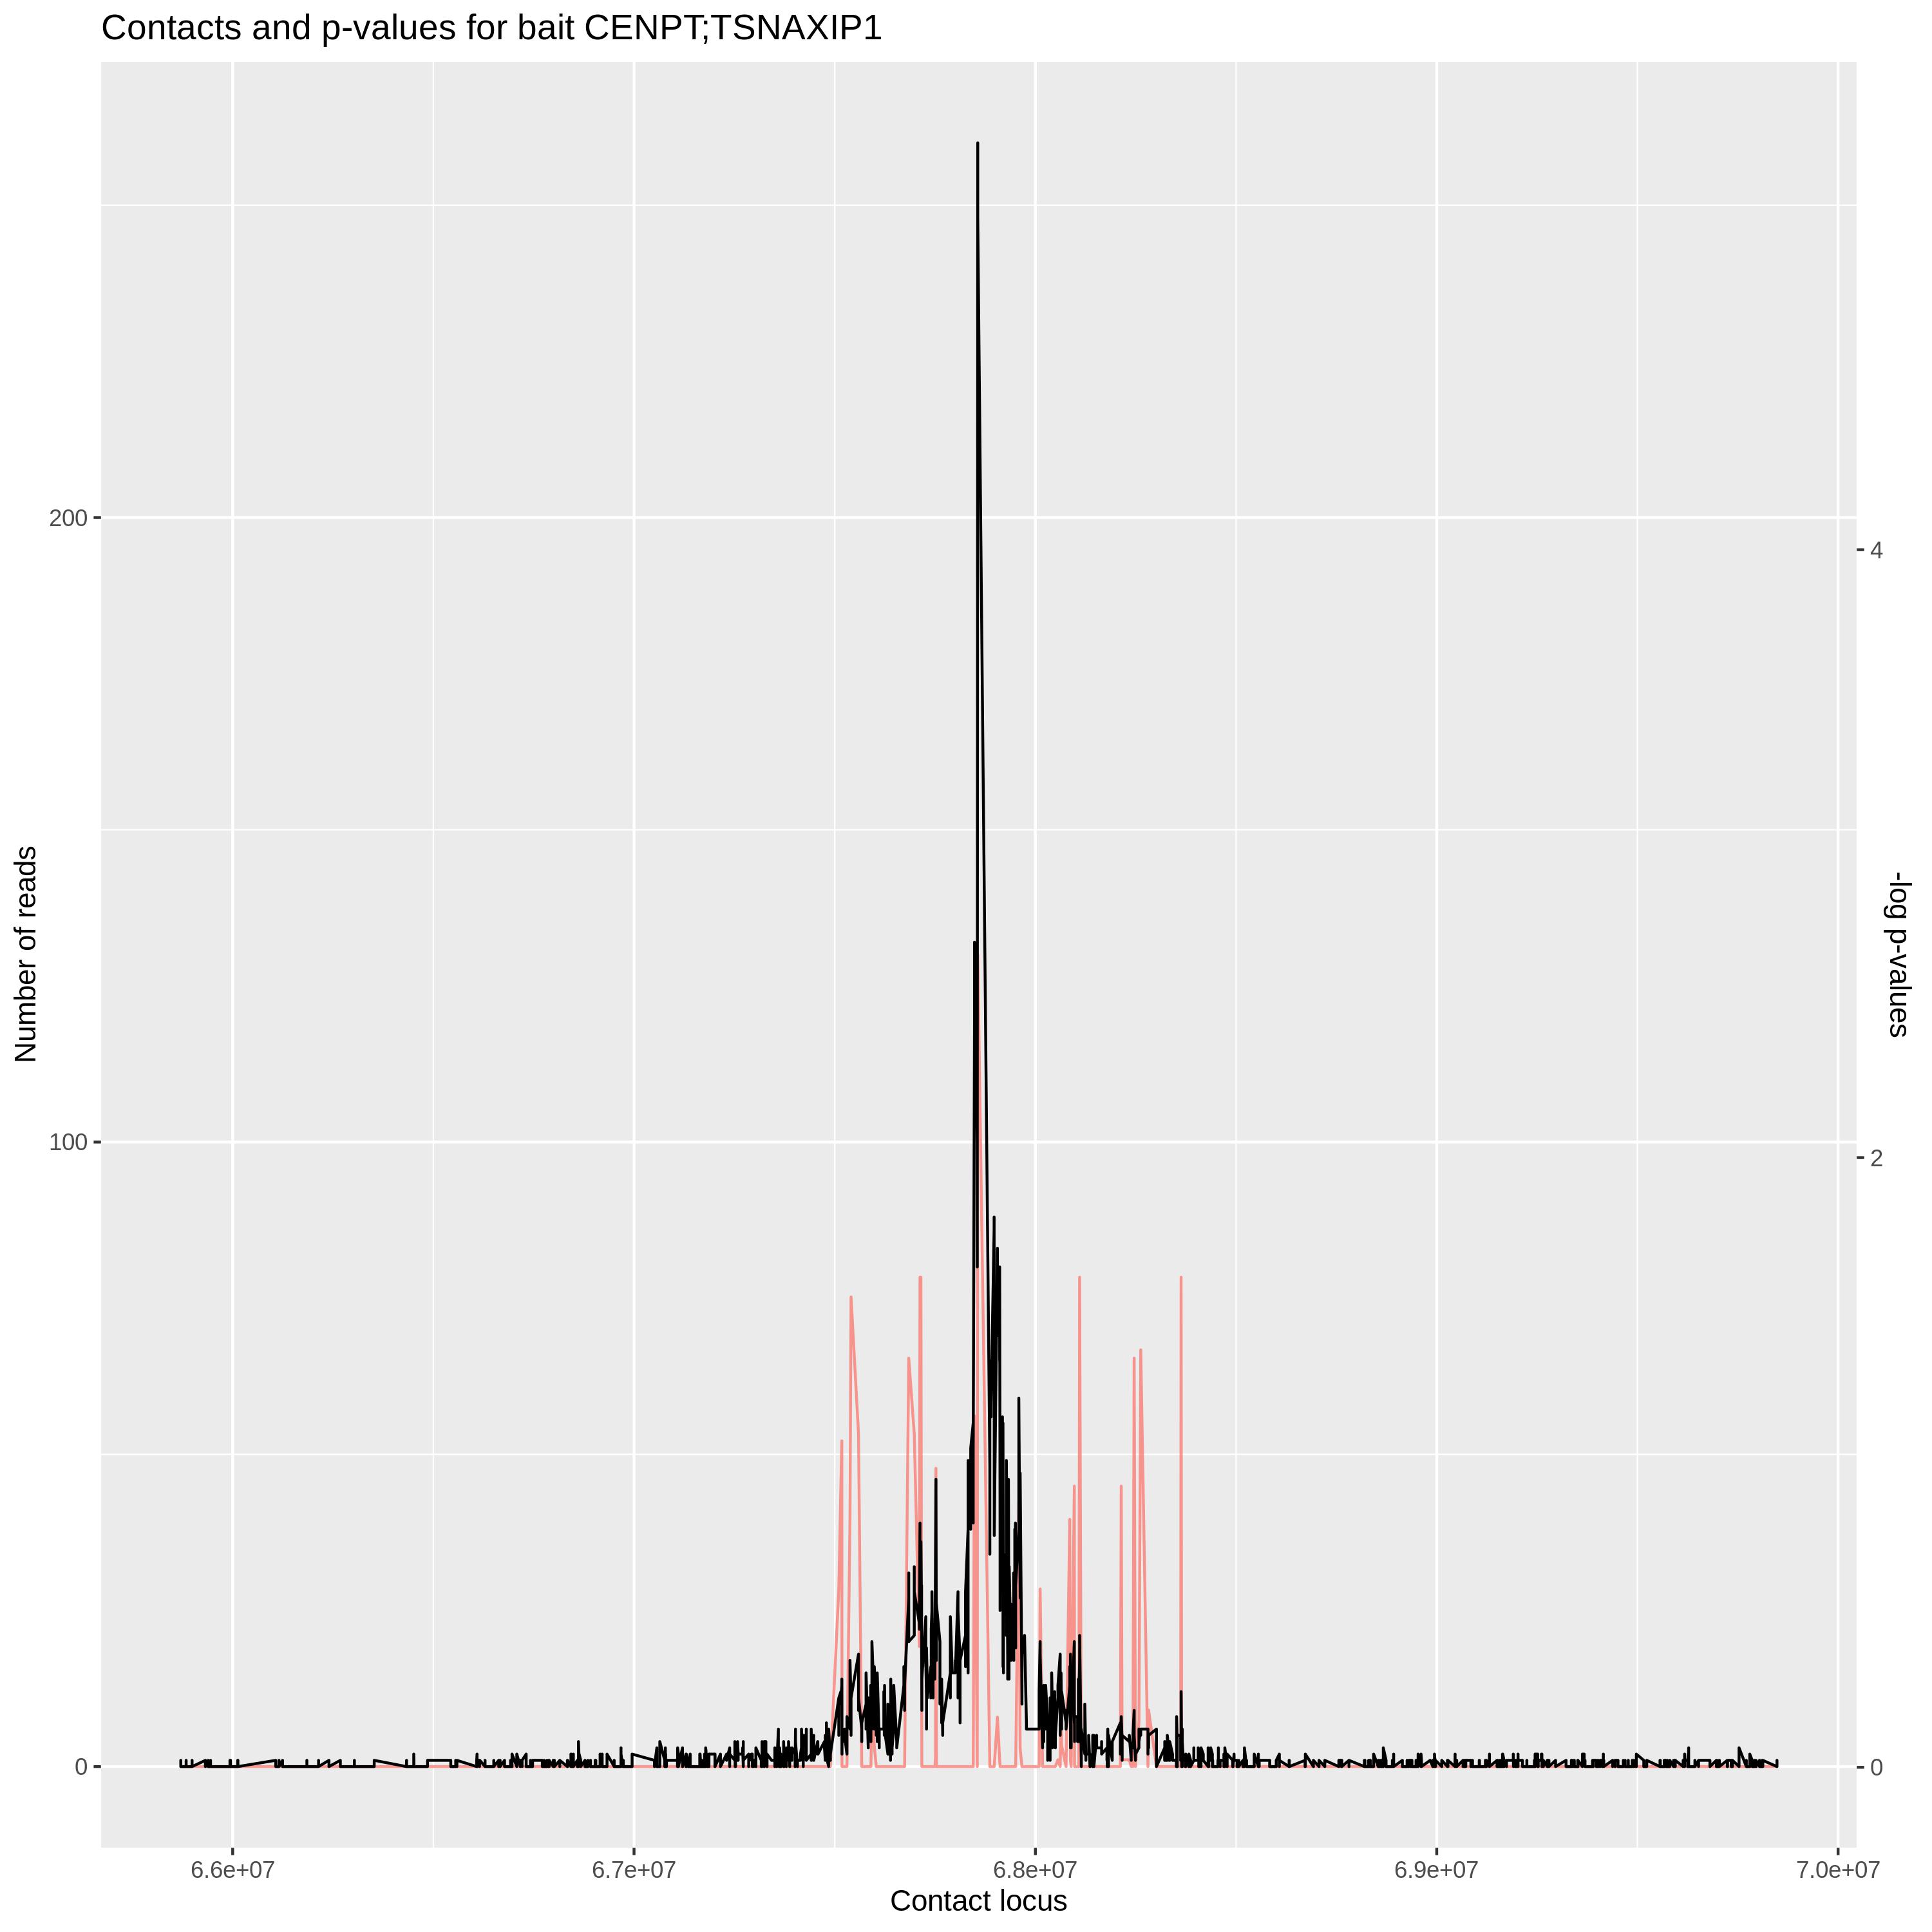 Contacts and p-values for bait CENPT;TSNAXIP1
200
100
0
Number of reads
4
2
0
-log p-values
6.6e+07
6.7e+07
6.8e+07
6.9e+07
7.0e+07
Contact locus